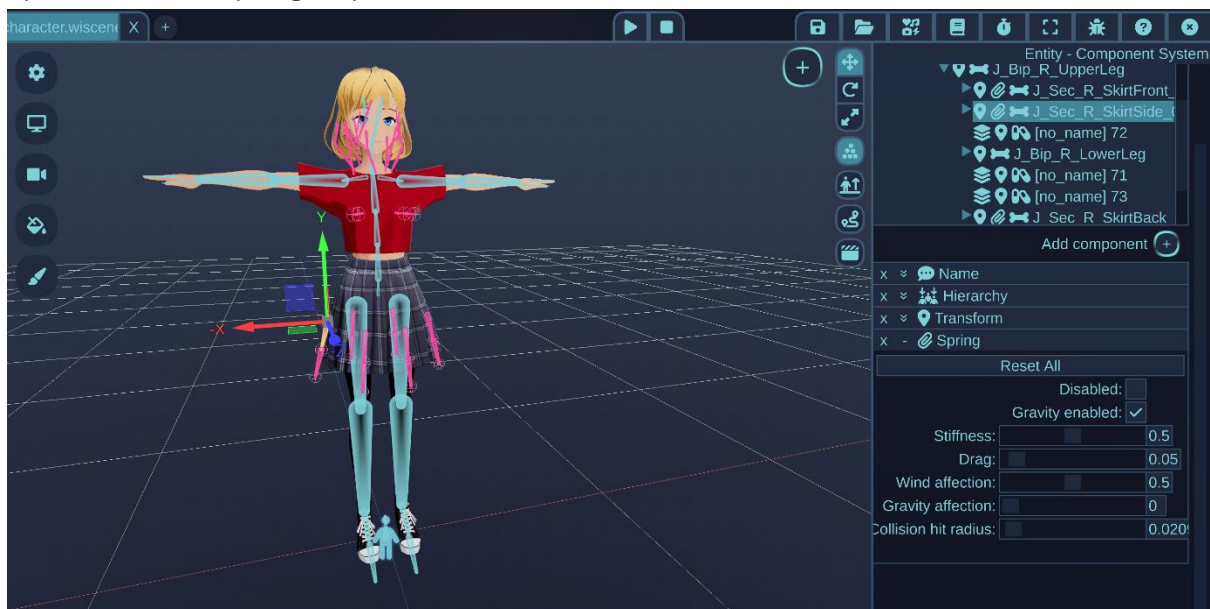 character.wiscene X +
Entity - Component System
J_Bip_R_UpperLeg
J_Sec_R_SkirtFront_
J_Sec_R_SkirtSide_0
[no_name] 72
J_Bip_R_LowerLeg
[no_name] 71
[no_name] 73
J_Sec_R_SkirtBack
Add component +
x Name
x Hierarchy
x Transform
x - Spring
Reset All
Disabled:
Gravity enabled:
Stiffness: 0.5
Drag: 0.05
Wind affection: 0.5
Gravity affection: 0
Collision hit radius: 0.020
Y
-X